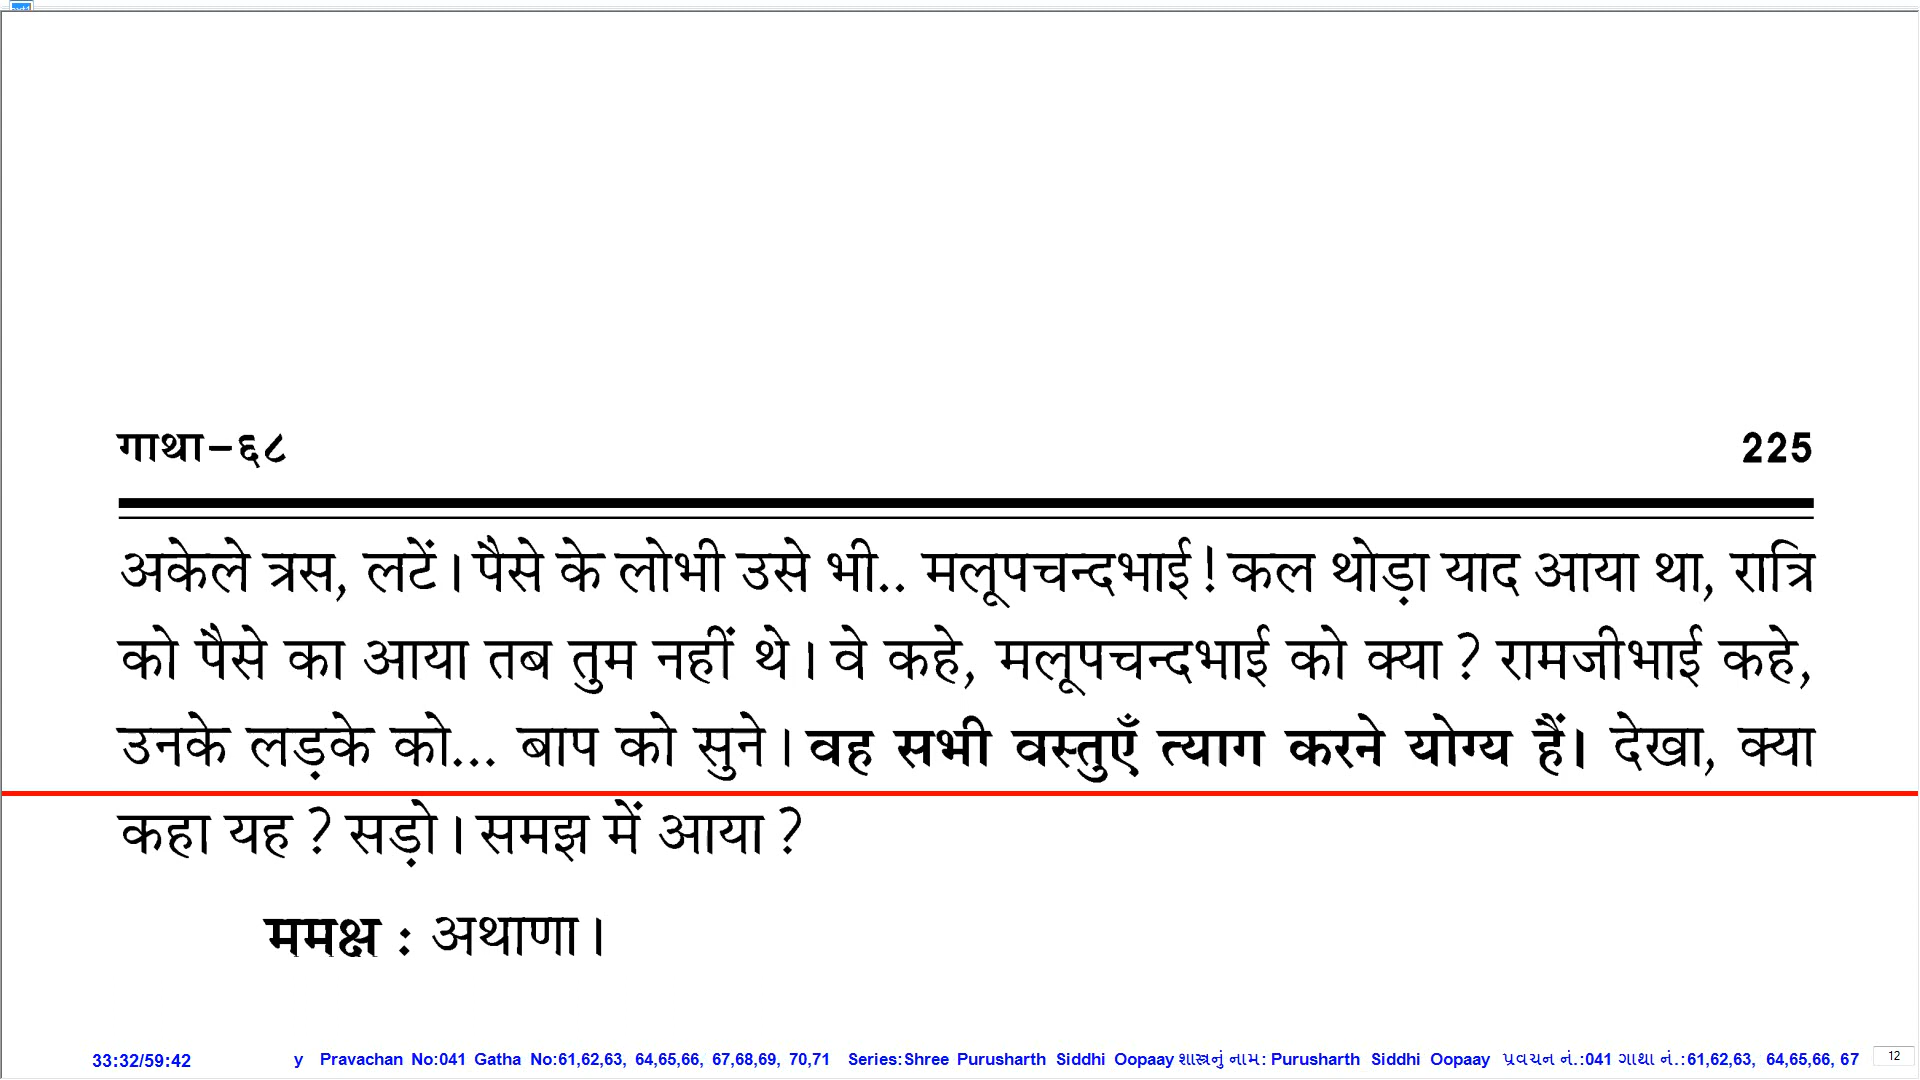 गाथा-६८ 225
अकेले त्रस, लटें। पैसे के लोभी उसे भी.. मलूपचन्दभाई! कल थोड़ा याद आया था, रात्रि
को पैसे का आया तब तुम नहीं थे। वे कहे, मलूपचन्दभाई को क्या? रामजीभाई कहे,
उनके लड़के को... बाप को सुने। वह सभी वस्तुएँ त्याग करने योग्य हैं। देखा, क्या
कहा यह? सड़ो। समझ में आया?
ममक्ष : अथाणा।
33:32/59:42 y Pravachan No:041 Gatha No:61,62,63, 64,65,66, 67,68,69, 70,71 Series:Shree Purusharth Siddhi Oopaay શાસ્ત્રનું નામ: Purusharth Siddhi Oopaay પ્રવચન નં.:041 ગાથા નં.:61,62,63, 64,65,66, 67 12